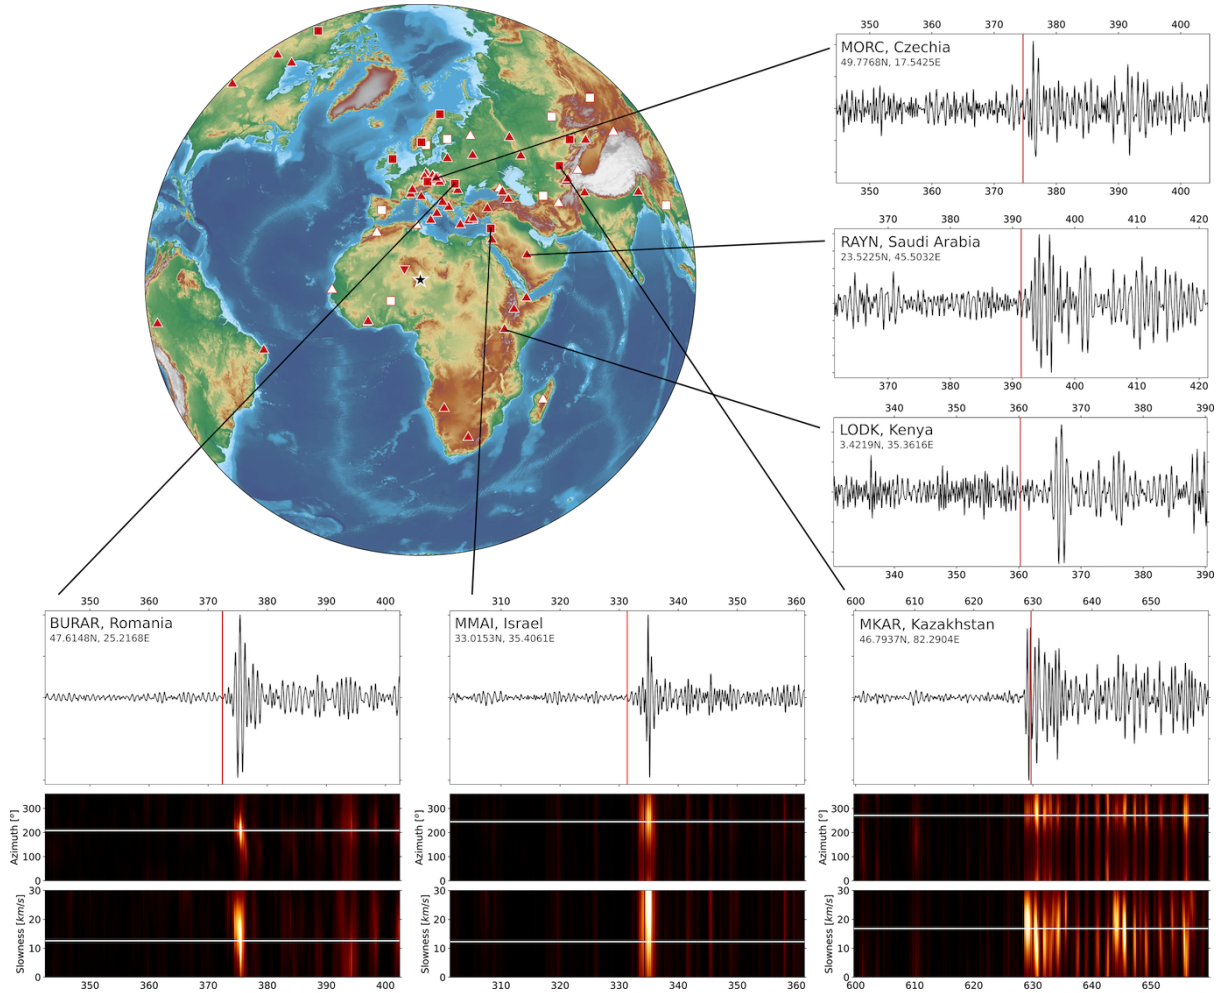 350 360 370 380 390 400
MORC, Czechia
49.7768N, 17.5425E
350 360 370 380 390 400
370 380 390 400 410 420
RAYN, Saudi Arabia
23.5225N, 45.5032E
370 380 390 400 410 420
340 350 360 370 380 390
LODK, Kenya
3.4219N, 35.3616E
340 350 360 370 380 390
350 360 370 380 390 400
BURAR, Romania
47.6148N, 25.2168E
310 320 330 340 350 360
MMAI, Israel
33.0153N, 35.4061E
600 610 620 630 640 650
MKAR, Kazakhstan
46.7937N, 82.2904E
Azimuth [°]
300
200
100
0
Azimuth [°]
300
200
100
0
Azimuth [°]
300
200
100
0
Slowness [km/s]
30
20
10
0
350 360 370 380 390 400
Slowness [km/s]
30
20
10
0
310 320 330 340 350 360
Slowness [km/s]
30
20
10
0
600 610 620 630 640 650